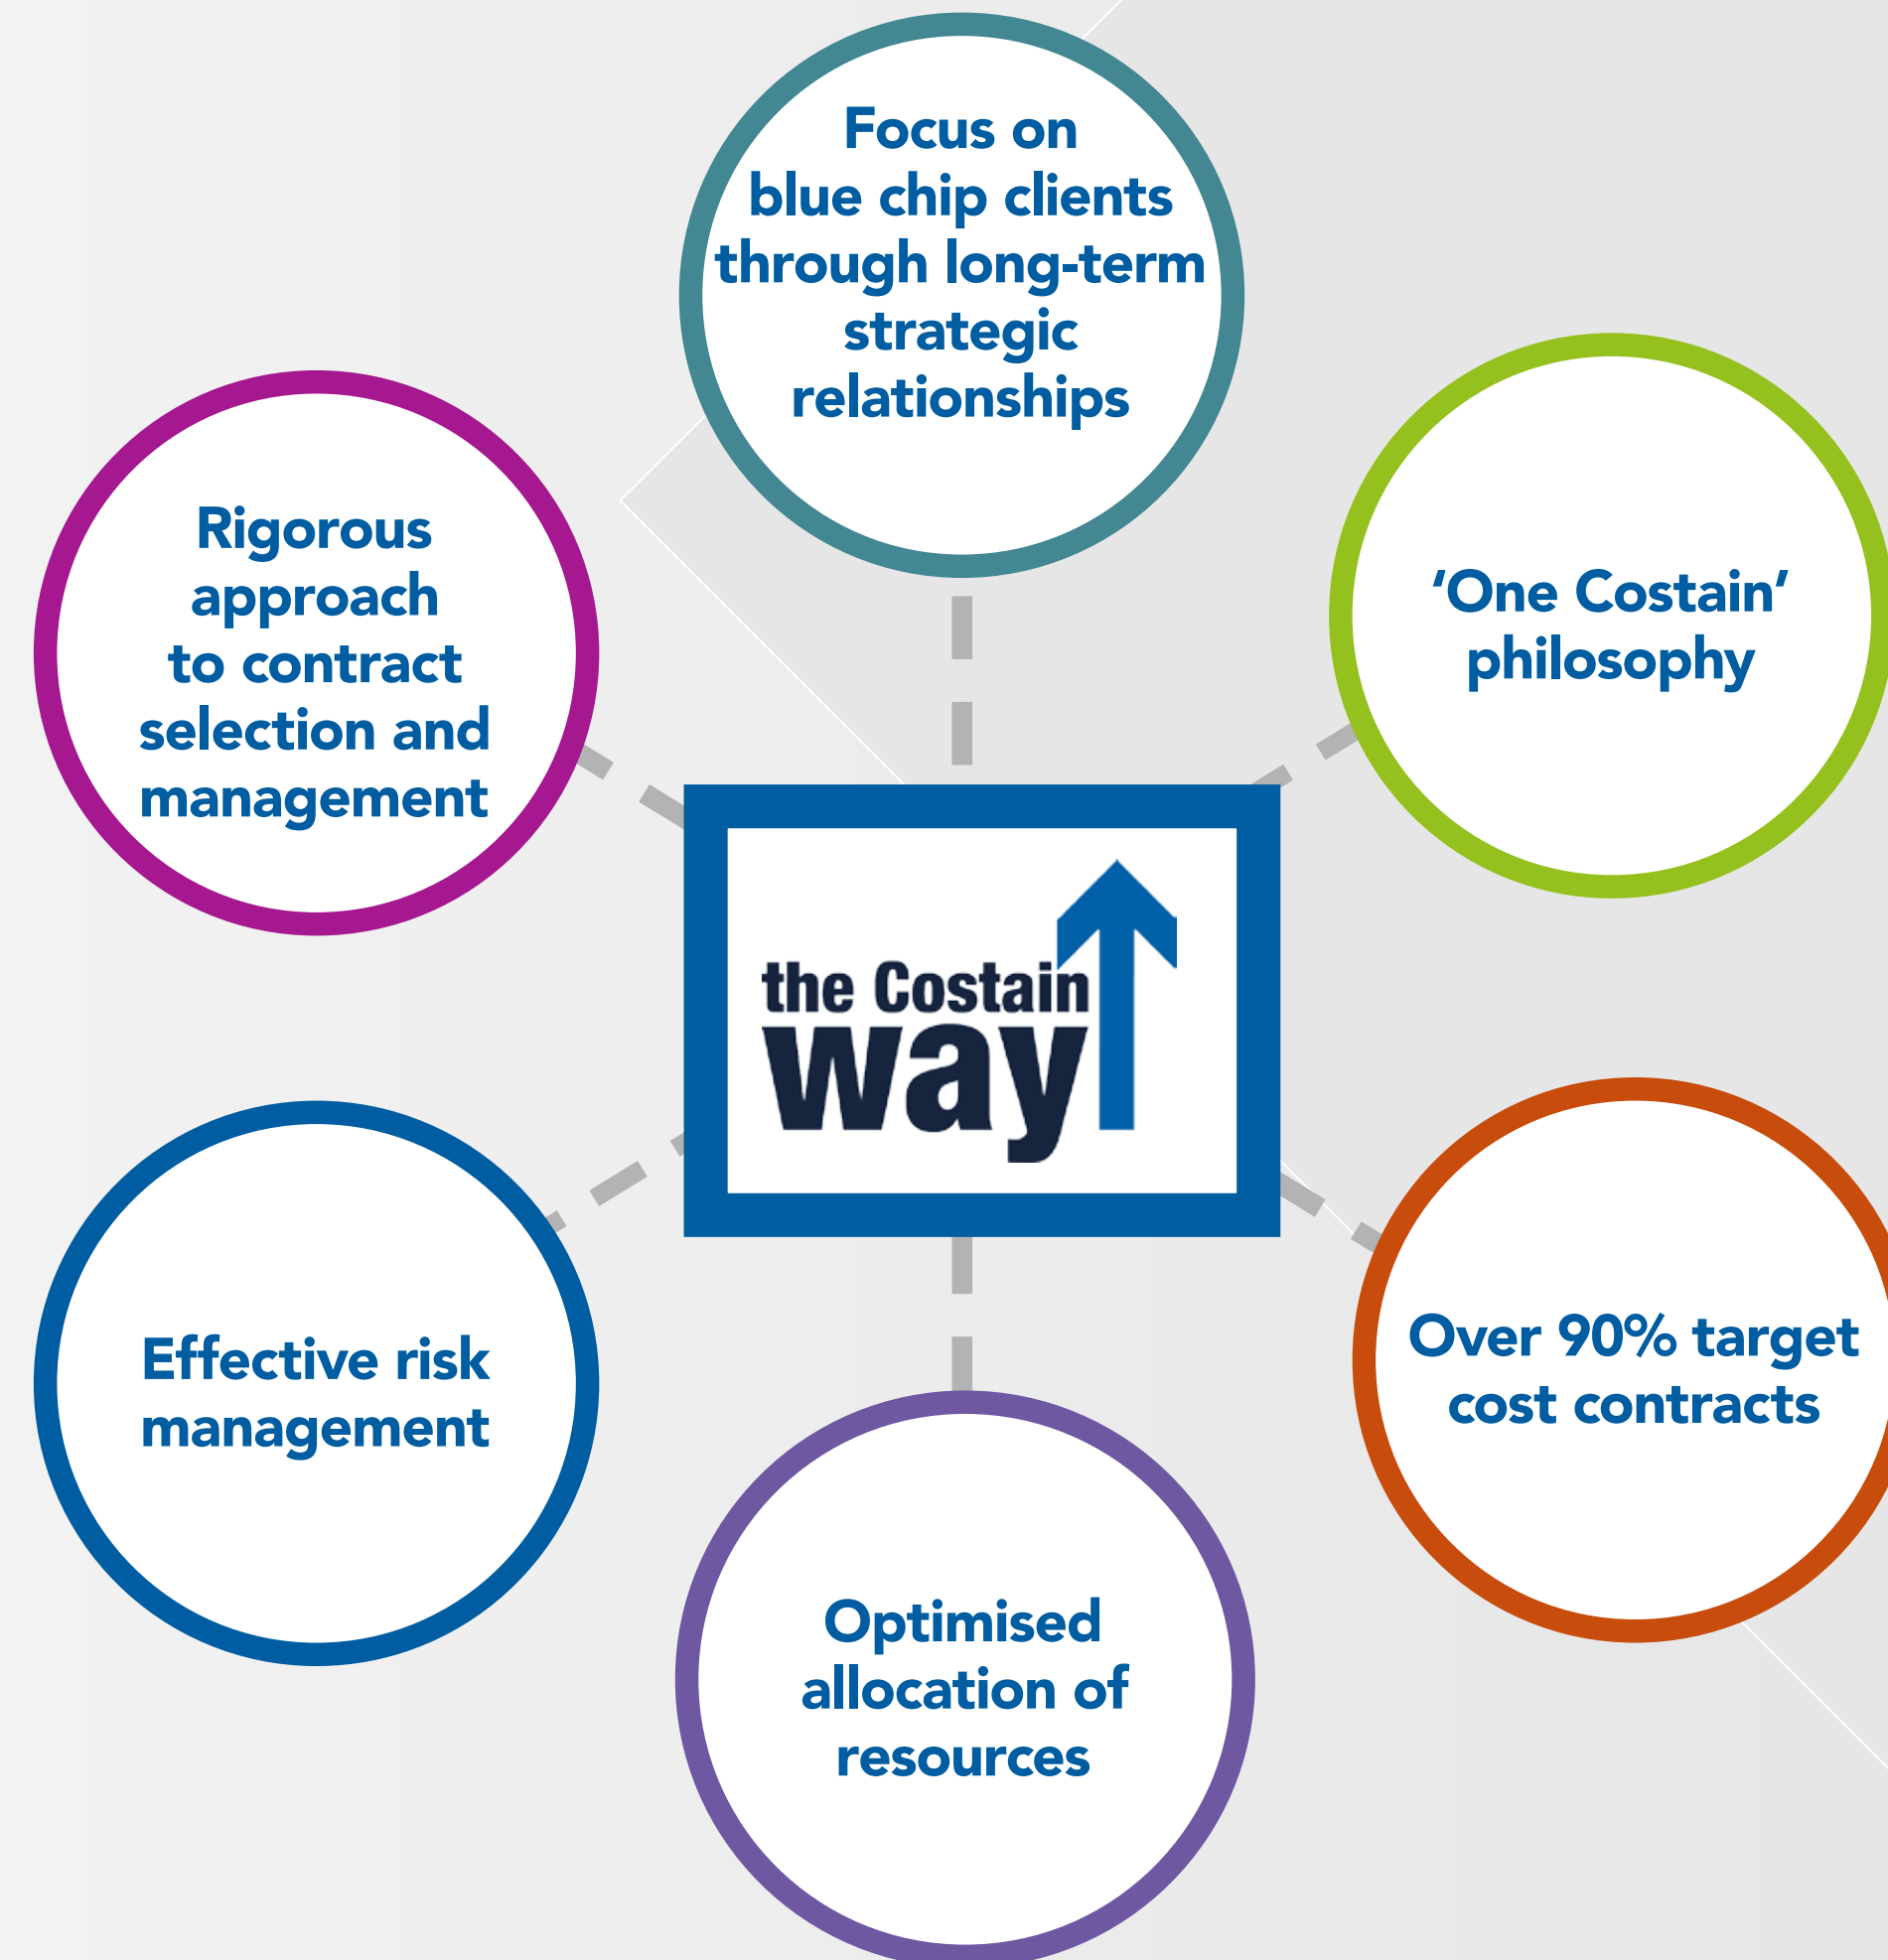 Focus on
blue chip clients
through long-term
strategic
relationships
Rigorous
approach
to contract
selection and
management
‘One Costain’
philosophy
the Costain
way
Effective risk
management
Over 90% target
cost contracts
Optimised
allocation of
resources